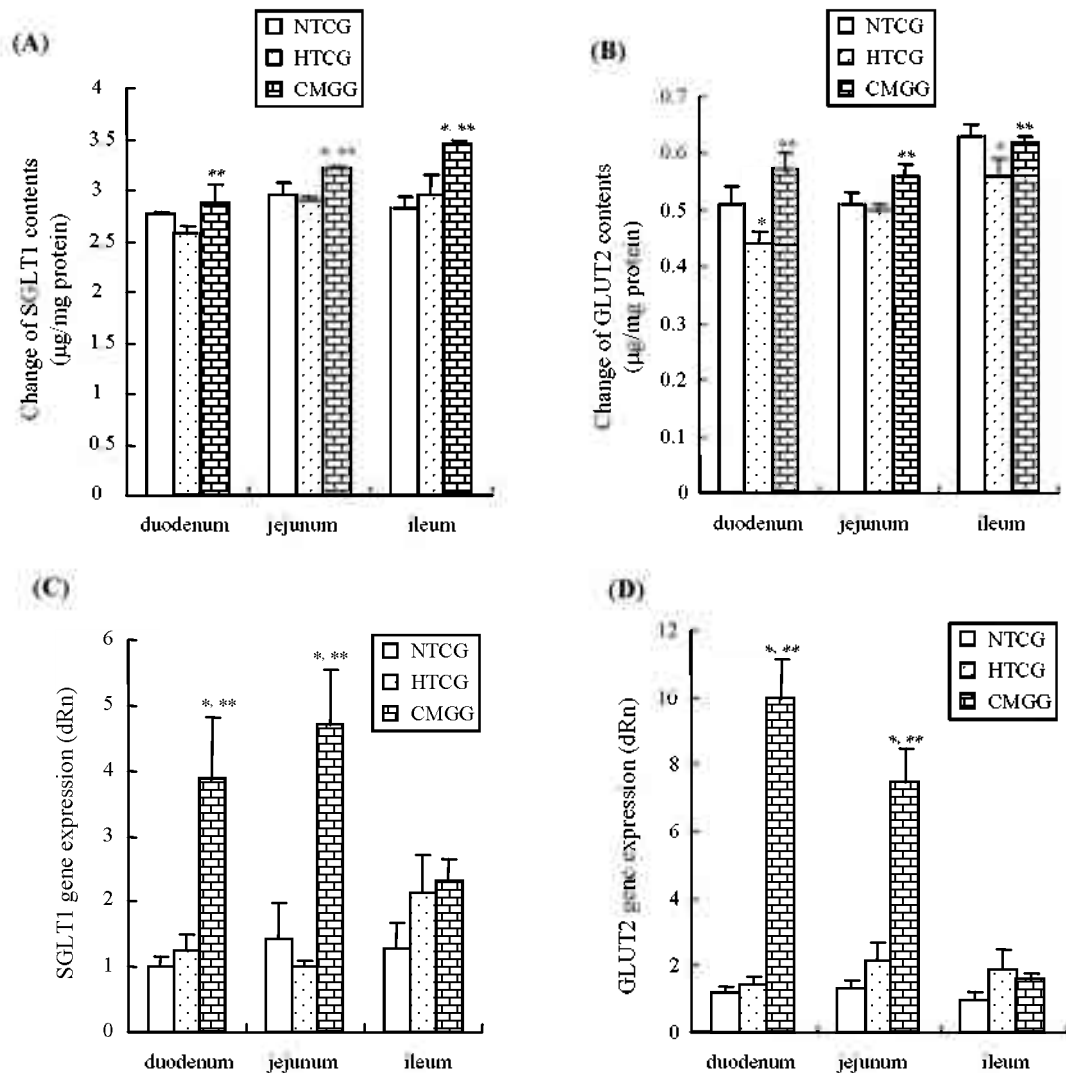 (A)
NTCG
HTCG
CMGG
Change of SGLT1 contents
(µg/mg protein)
4
3.5
3
2.5
2
1.5
1
0.5
0
**
*, **
*, **
duodenum
jejunum
ileum
(B)
NTCG
HTCG
CMGG
Change of GLUT2 contents
(µg/mg protein)
0.7
0.6
0.5
0.4
0.3
0.2
0.1
0
*
**
**
*
**
duodenum
jejunum
ileum
(C)
NTCG
HTCG
CMGG
SGLT1 gene expression (dRn)
6
5
4
3
2
1
0
*, **
*, **
duodenum
jejunum
ileum
(D)
NTCG
HTCG
CMGG
GLUT2 gene expression (dRn)
12
10
8
6
4
2
0
*, **
*, **
duodenum
jejunum
ileum